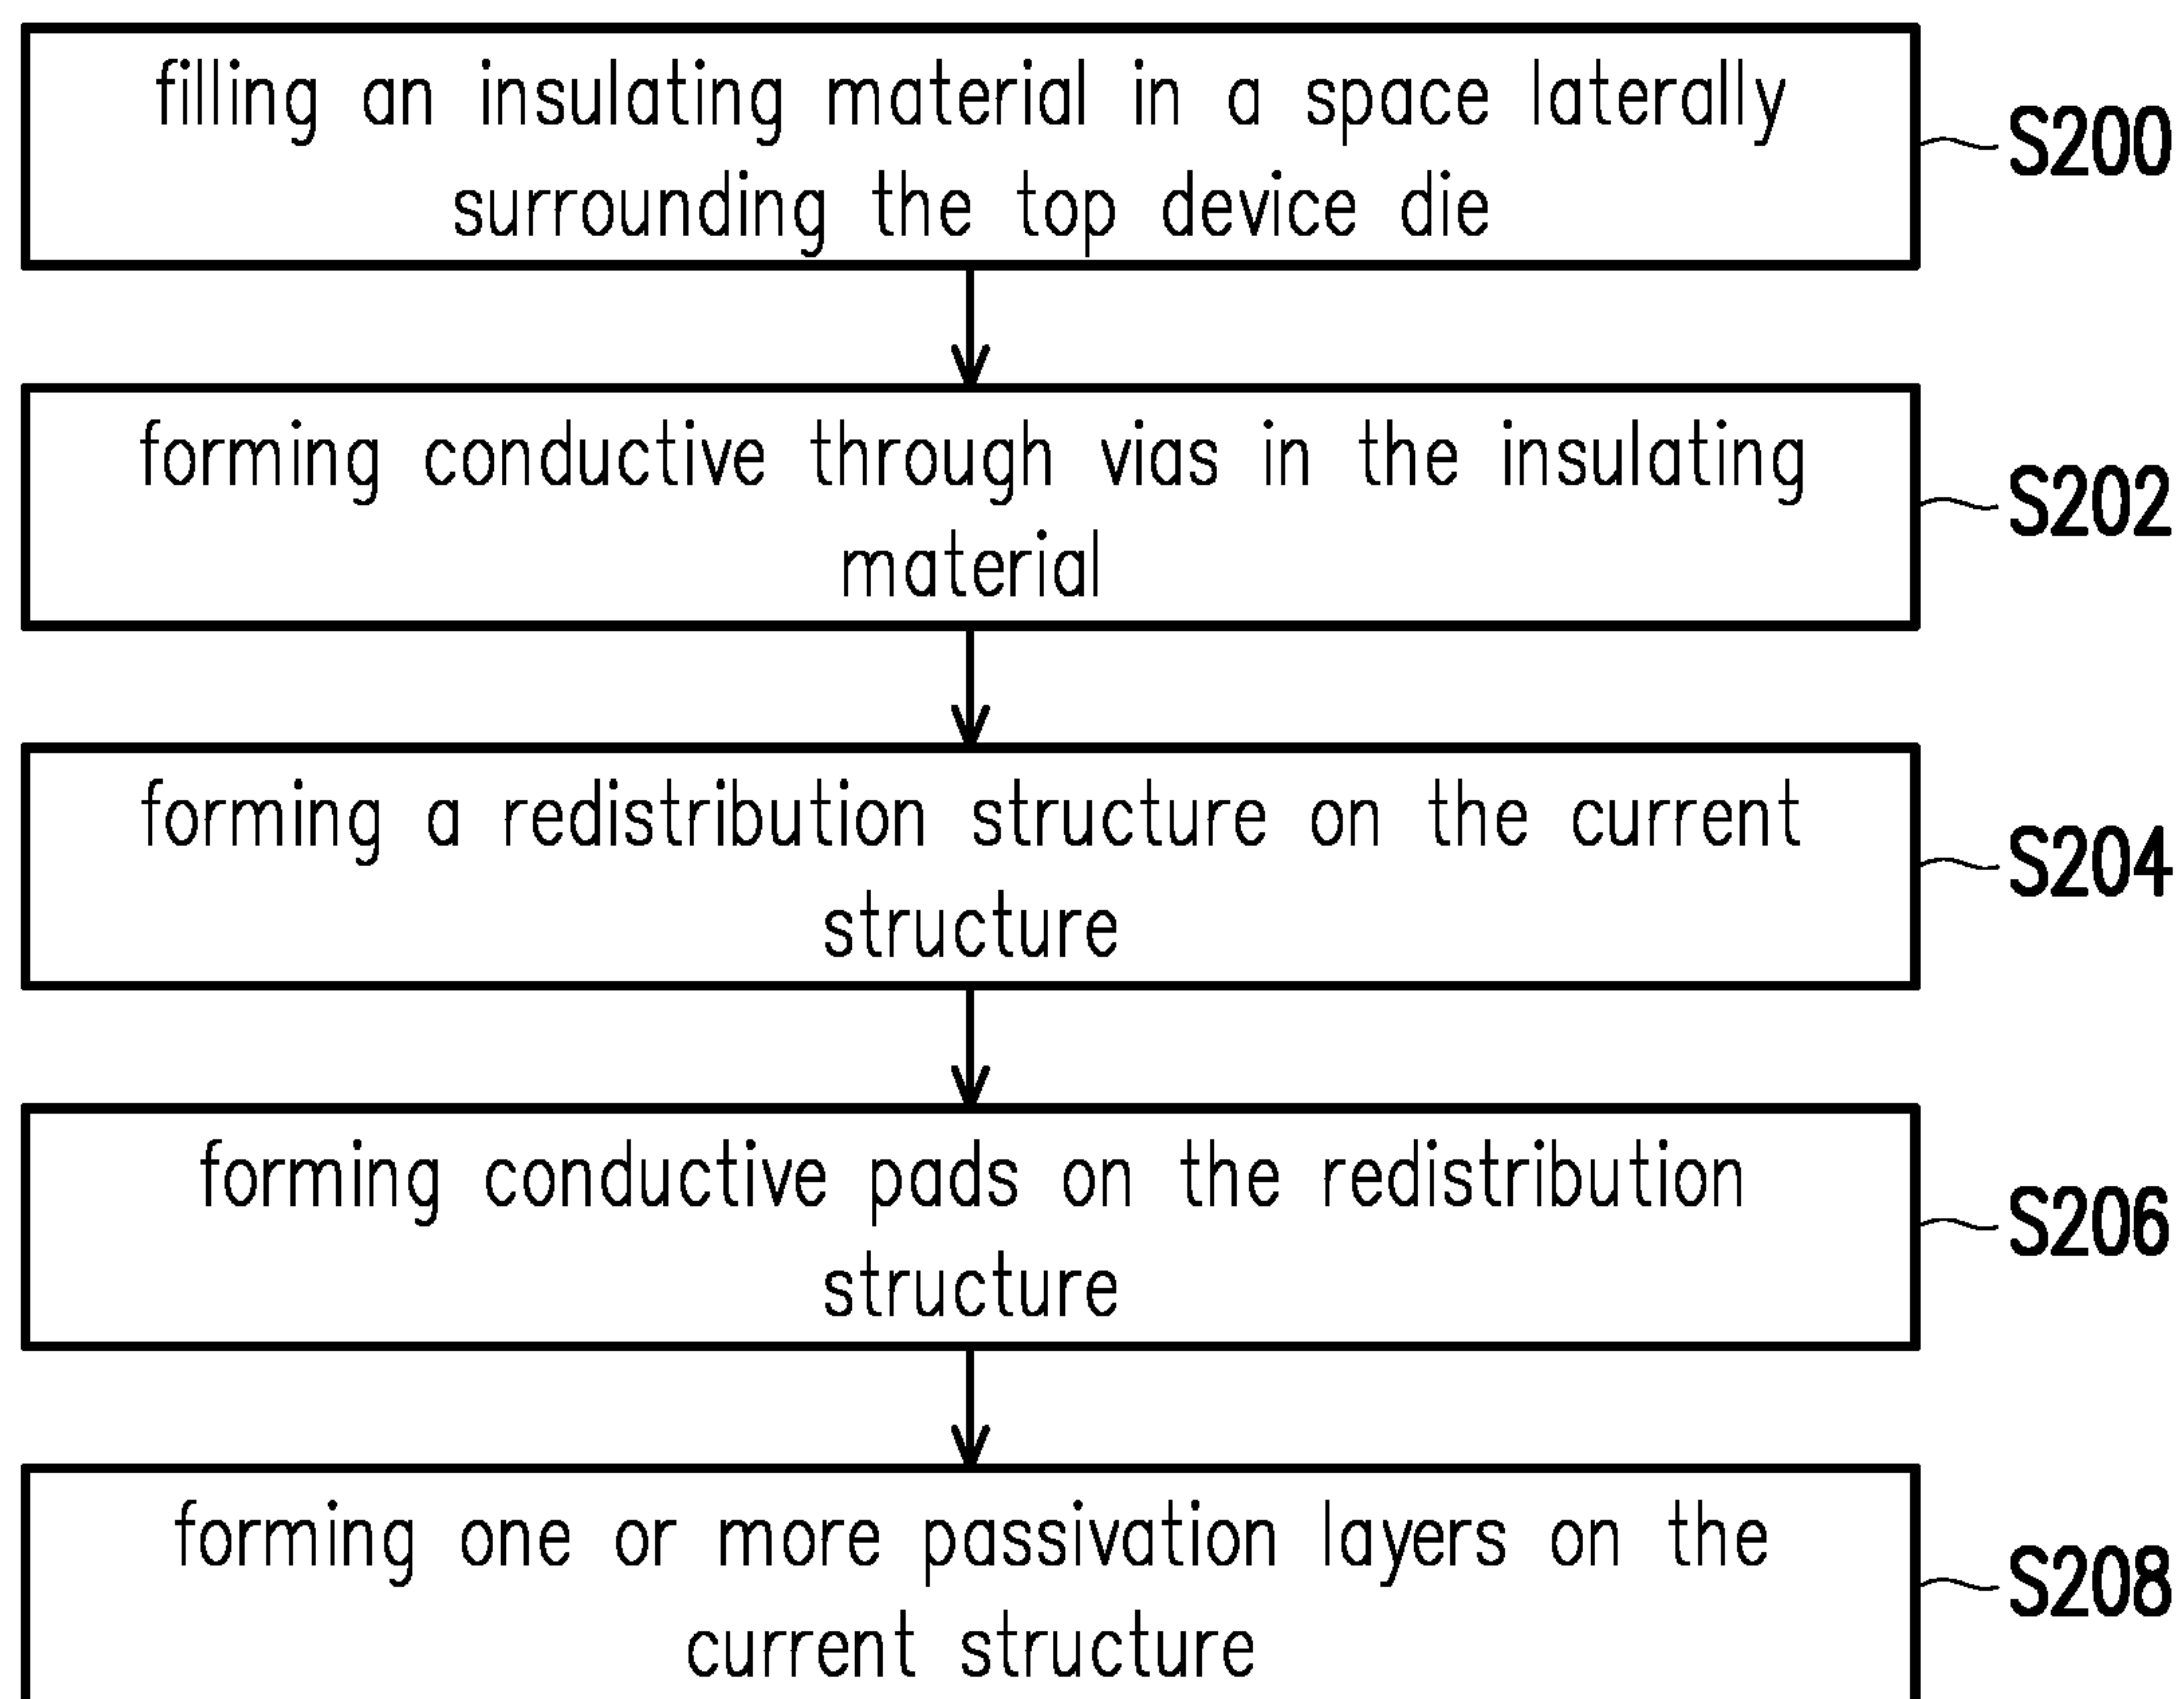 filling an insulating material in a space laterally
surrounding the top device die
S200
forming conductive through vias in the insulating
material
S202
forming a redistribution structure on the current
structure
S204
forming conductive pads on the redistribution
structure
S206
forming one or more passivation layers on the
current structure
S208